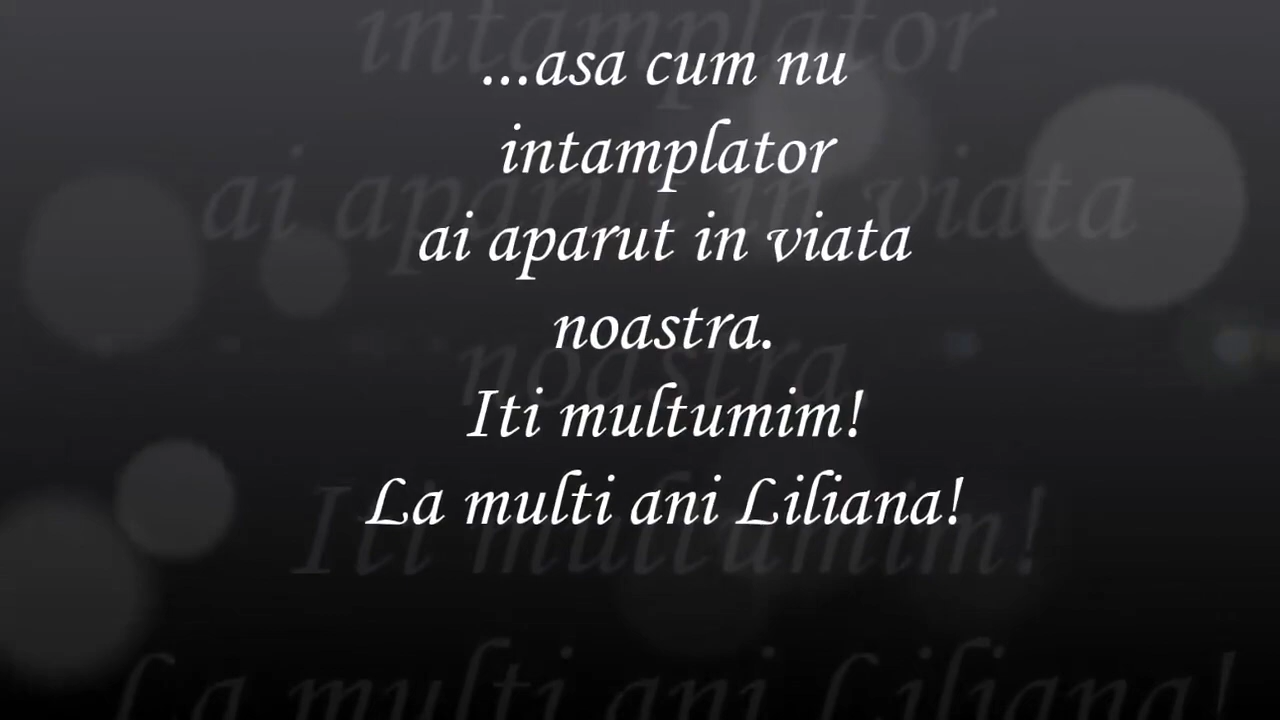 ...asa cum nu
intamplator
ai aparut in viata
noastra.
Iti multumim!
La multi ani Liliana!